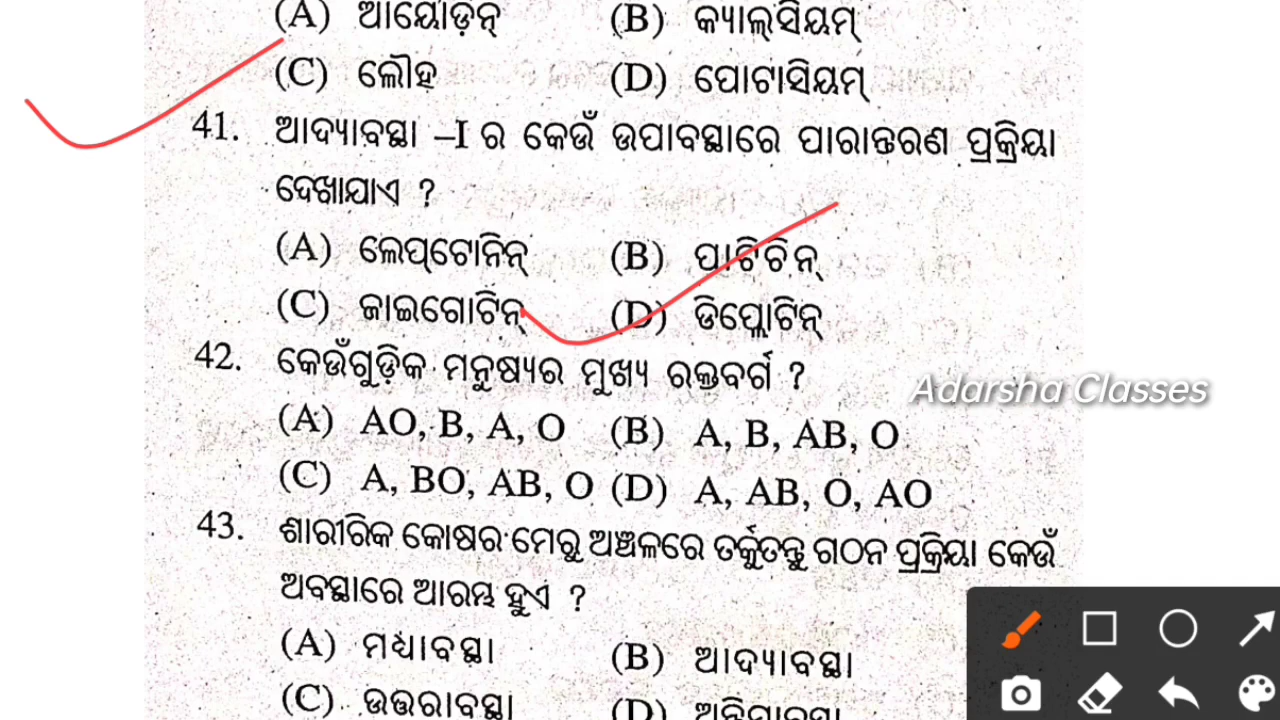 (A) ଆୟୋଡ଼ିନ୍ (B) କ୍ୟାଲ୍‌ସିୟମ୍
(C) ଲୌହ (D) ପୋଟାସିୟମ୍
41. ଆଦ୍ୟାବସ୍ଥା –I ର କେଉଁ ଉପାବସ୍ଥାରେ ପାରାନ୍ତରଣ ପ୍ରକ୍ରିୟା
ଦେଖାଯାଏ ?
(A) ଲେପ୍‌ଟୋନିନ୍ (B) ପାଚିଟିନ୍
(C) ଜାଇଗୋଟିନ୍ (D) ଡିପ୍ଲୋଟିନ୍
42. କେଉଁଗୁଡ଼ିକ ମନୁଷ୍ୟର ମୁଖ୍ୟ ରକ୍ତବର୍ଗ ?
Adarsha Classes
(A) AO, B, A, O (B) A, B, AB, O
(C) A, BO, AB, O (D) A, AB, O, AO
43. ଶାରୀରିକ କୋଷର ମେରୁ ଅଞ୍ଚଳରେ ତର୍କୁତନ୍ତୁ ଗଠନ ପ୍ରକ୍ରିୟା କେଉଁ
ଅବସ୍ଥାରେ ଆରମ୍ଭ ହୁଏ ?
(A) ମଧ୍ୟାବସ୍ଥା (B) ଆଦ୍ୟାବସ୍ଥା
(C) ଉତ୍ତରାବସ୍ଥା (D)